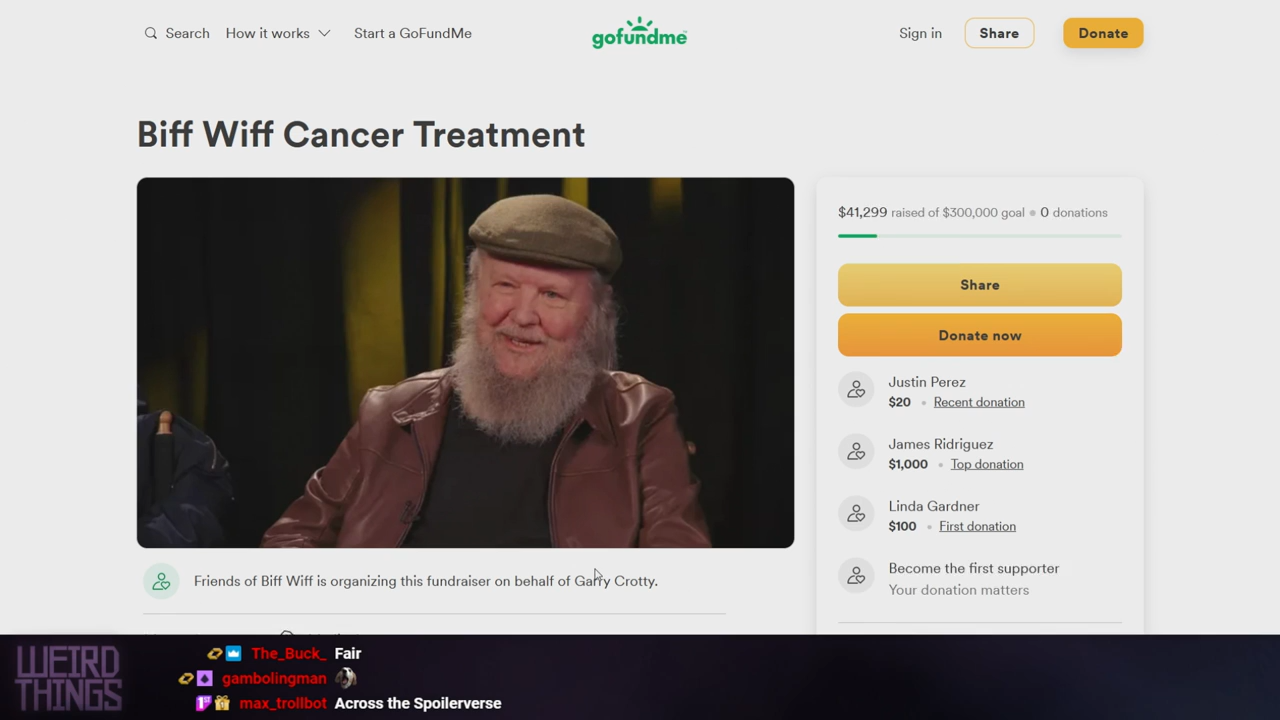 Search How it works Start a GoFundMe gofundme Sign in Share Donate
Biff Wiff Cancer Treatment
$41,299 raised of $300,000 goal • 0 donations
Share
Donate now
Justin Perez
$20 • Recent donation
James Ridriguez
$1,000 • Top donation
Linda Gardner
$100 • First donation
Become the first supporter
Your donation matters
Friends of Biff Wiff is organizing this fundraiser on behalf of Garry Crotty.
WEIRD
THINGS
The_Buck_ Fair
gambolingman
max_trollbot Across the Spoilerverse